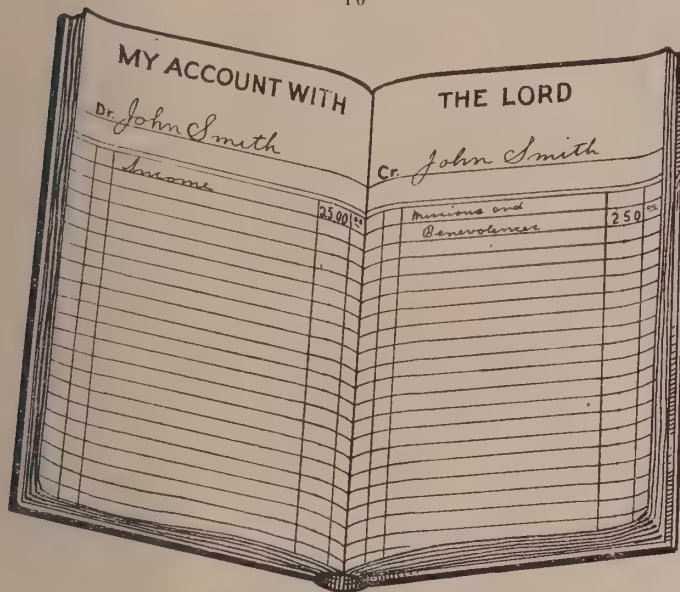 10
MY ACCOUNT WITH
Dr. John Smith
Income 2500 00
THE LORD
Cr. John Smith
Missions and
Benevolences 250 00